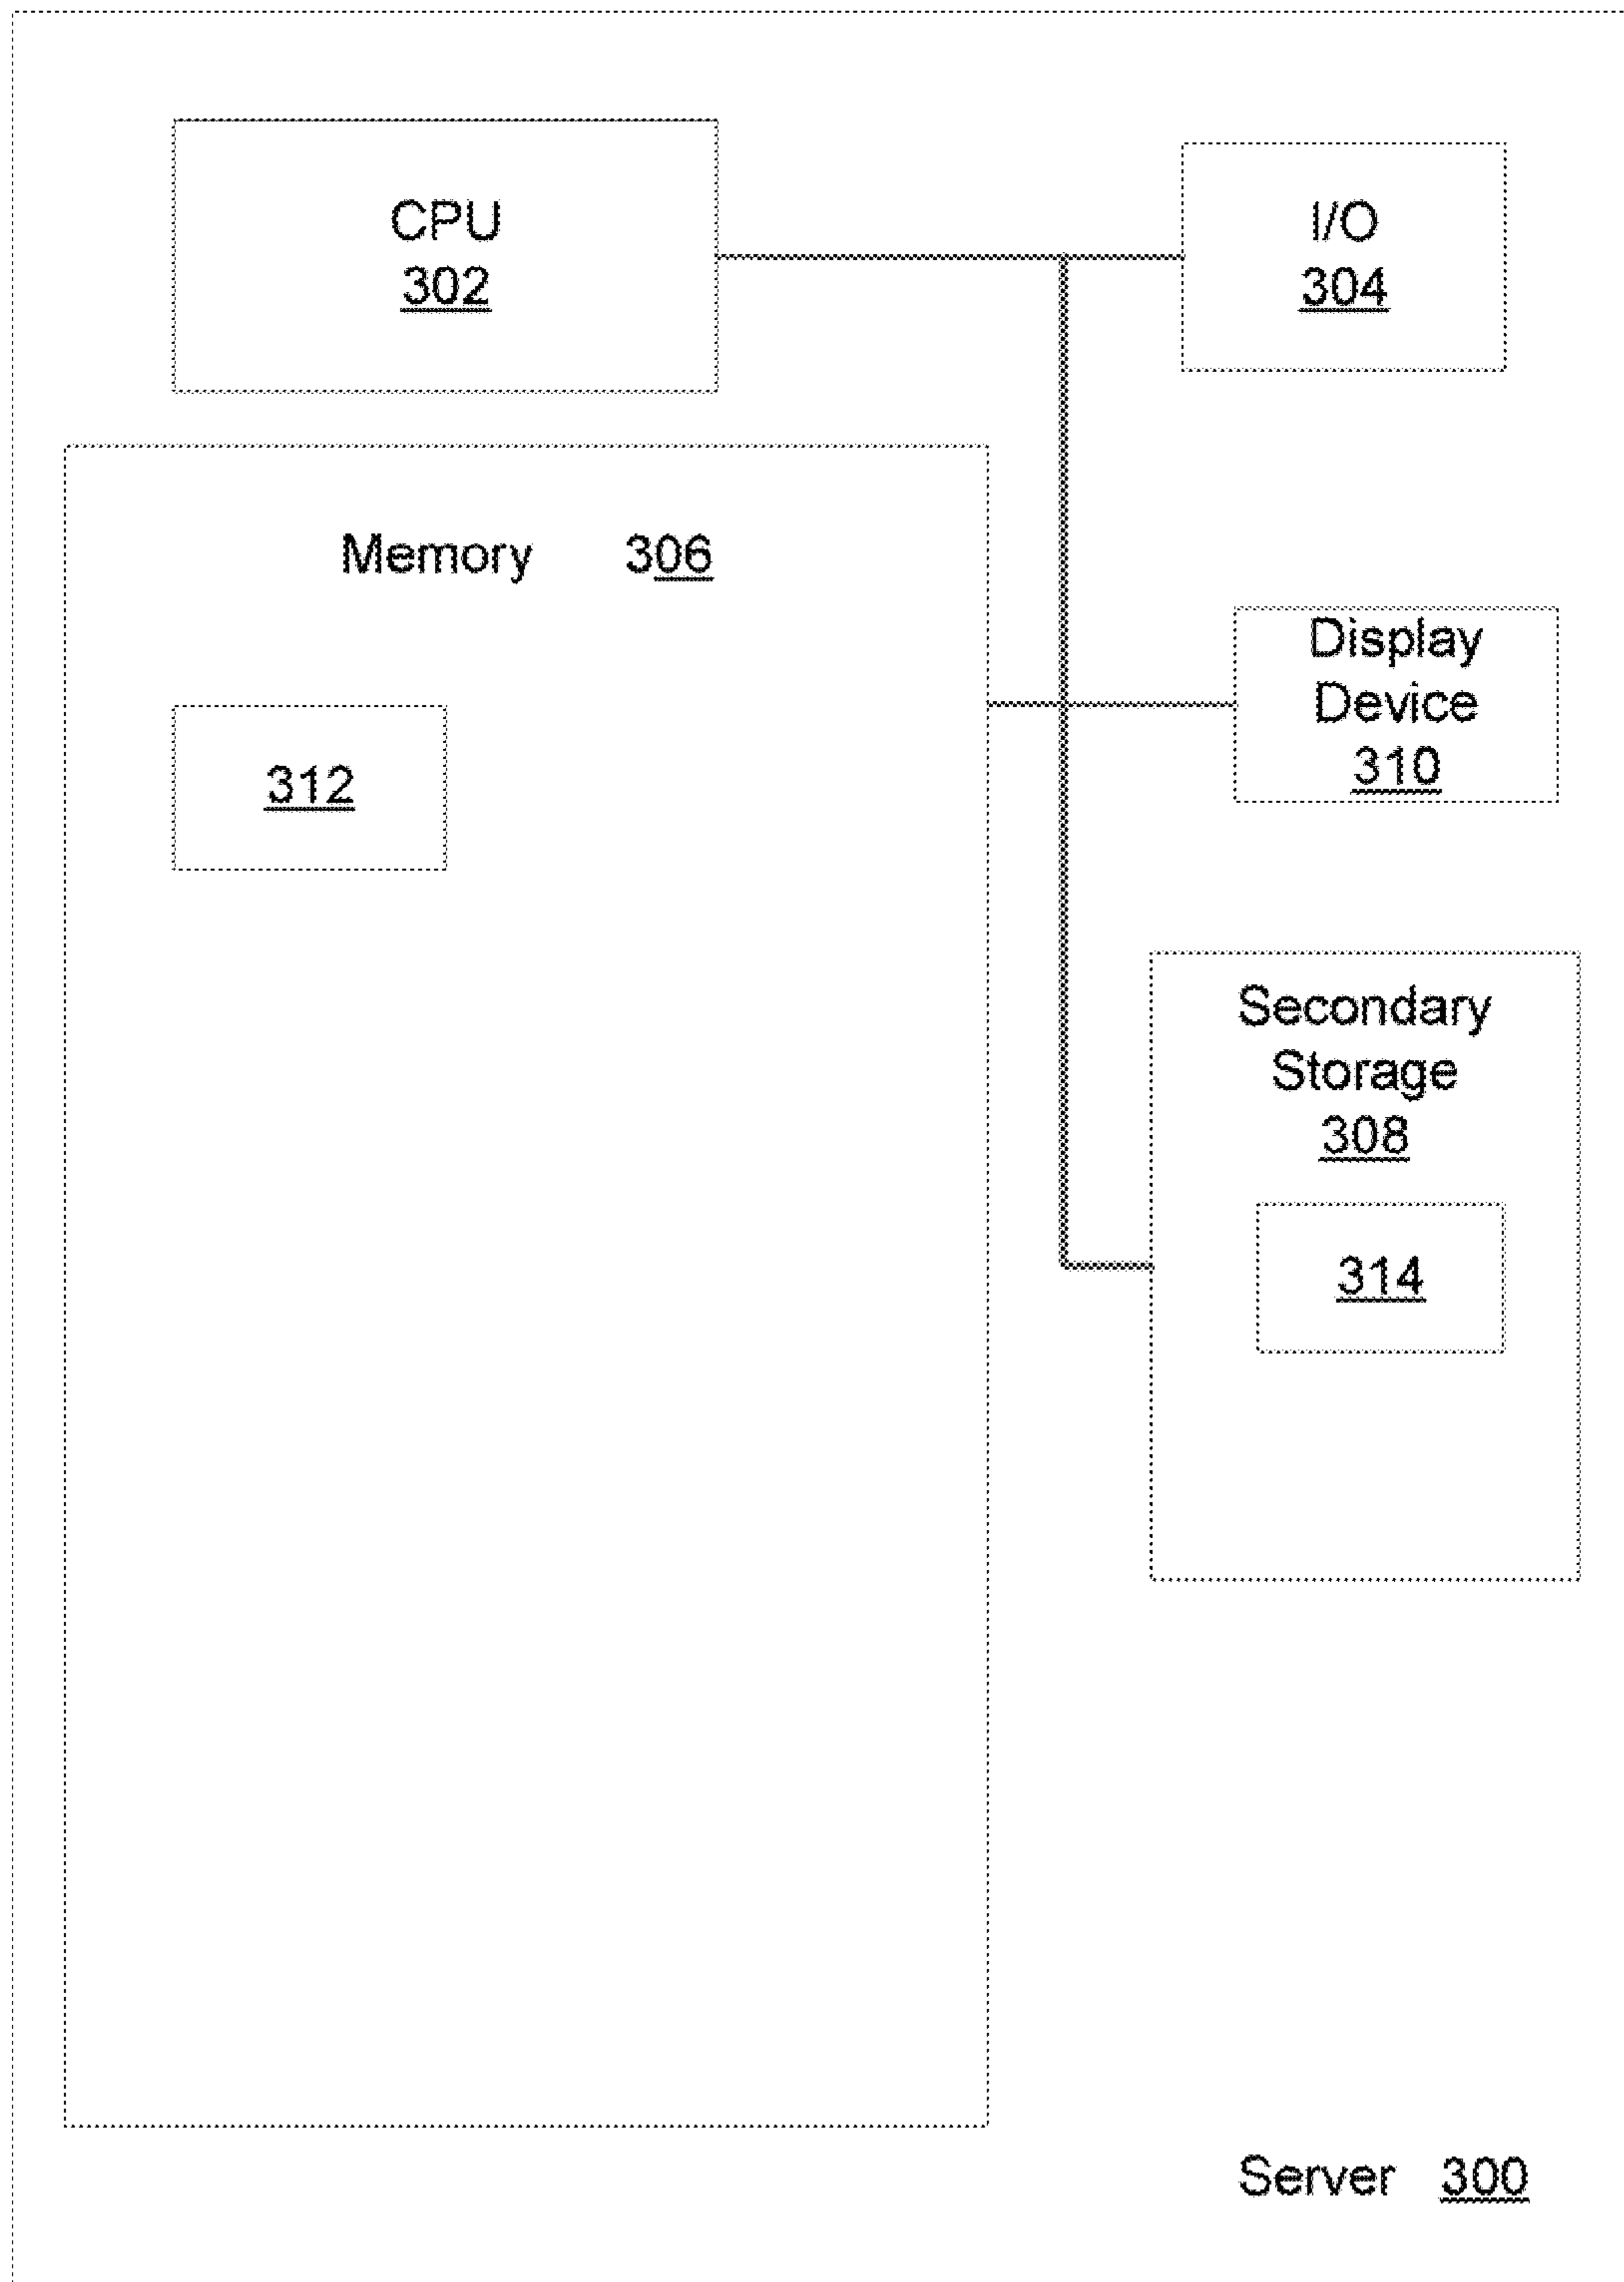 CPU
302
I/O
304
Memory 306
312
Display
Device
310
Secondary
Storage
308
314
Server 300